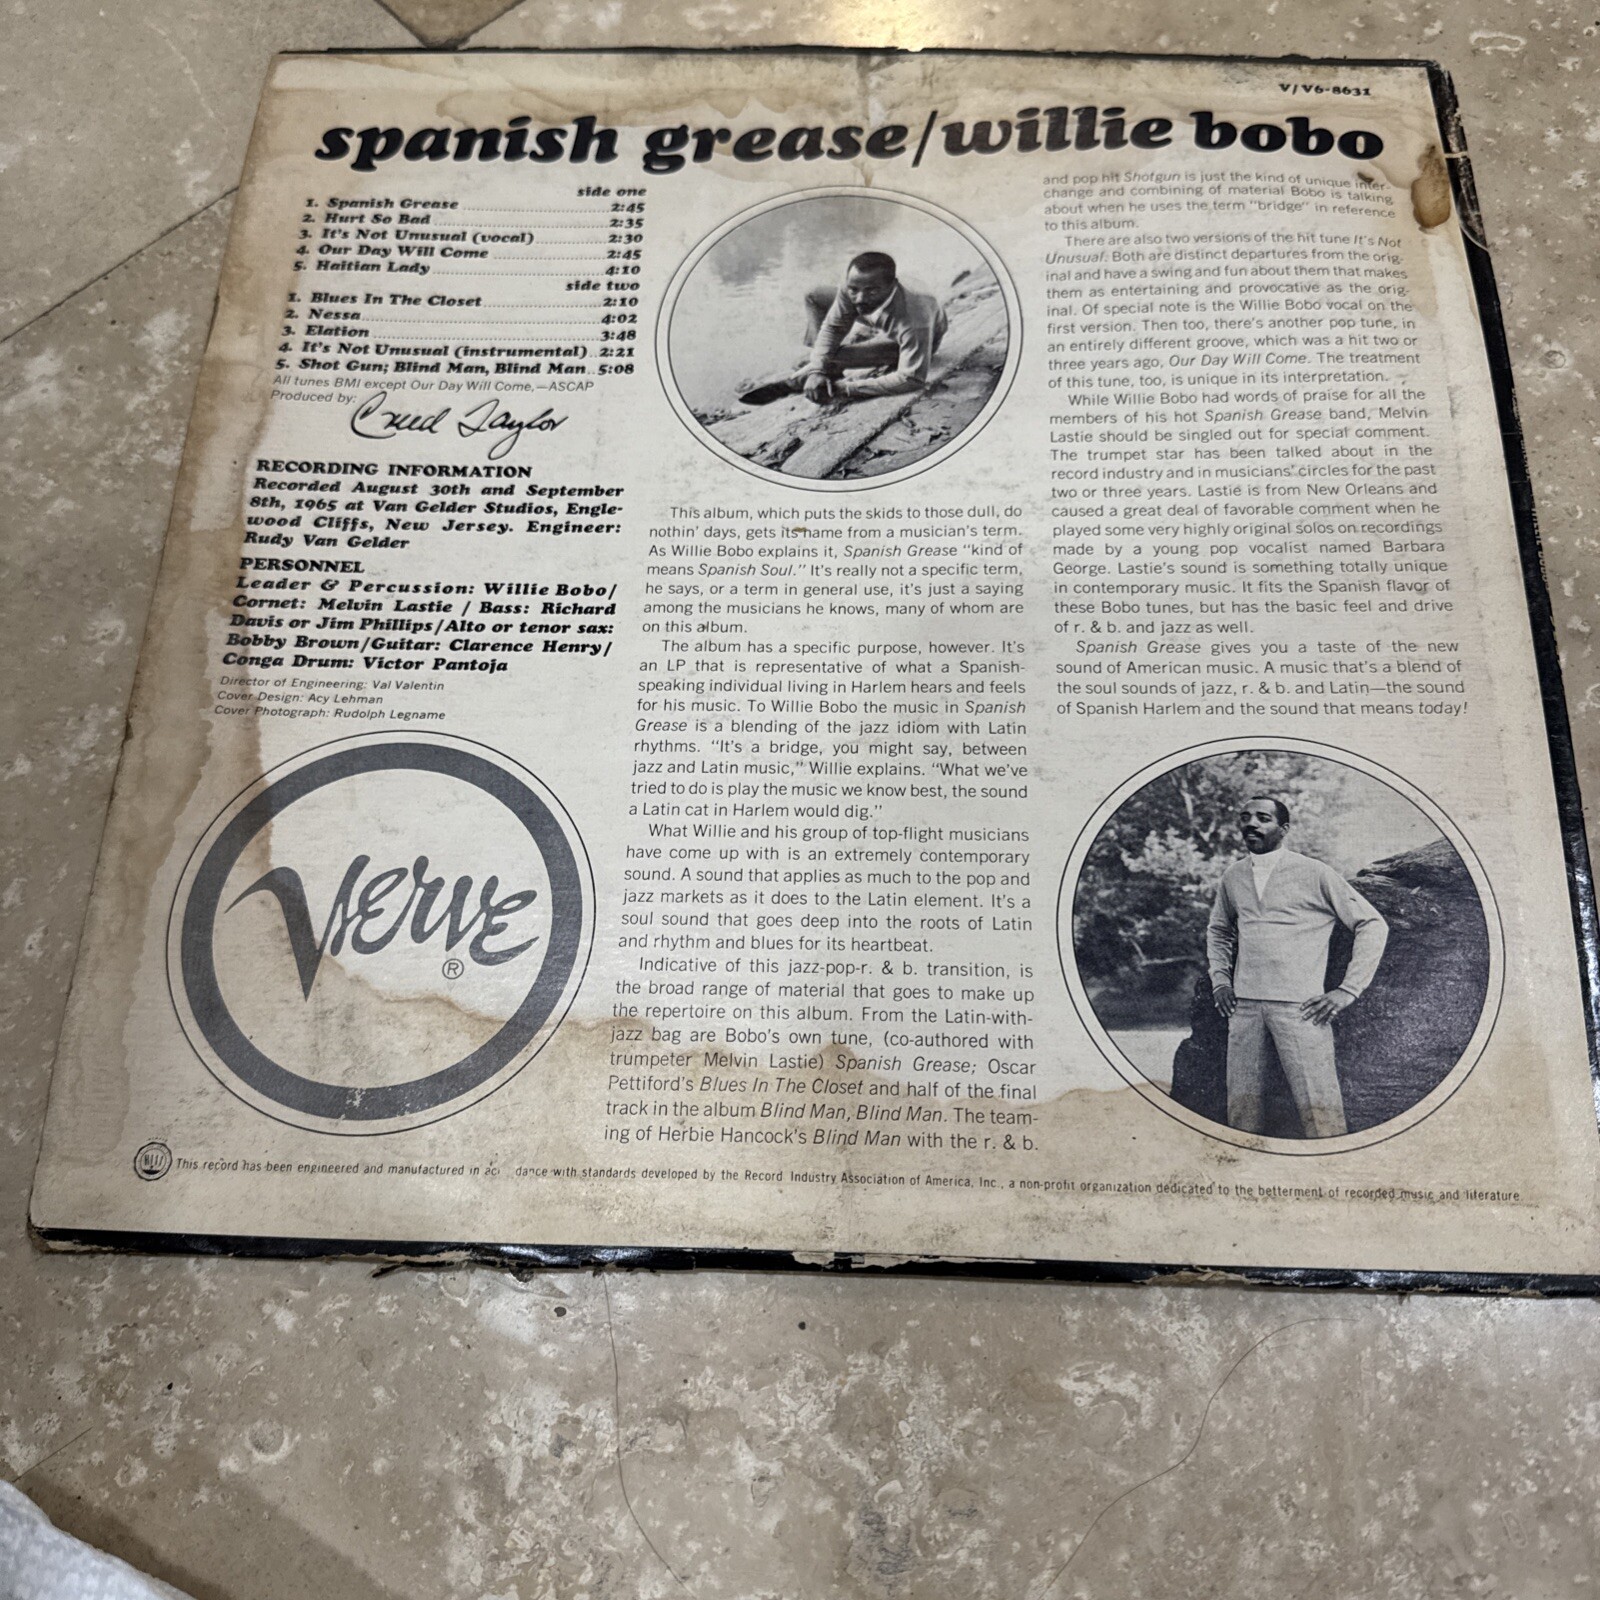 V/V6-8631
spanish grease/willie bobo
side one
1. Spanish Grease 2:45
2. Hurt So Bad 2:35
3. It's Not Unusual (vocal) 2:30
4. Our Day Will Come 2:45
5. Haitian Lady 4:10
side two
1. Blues In The Closet 2:10
2. Nessa 4:02
3. Elation 3:48
4. It's Not Unusual (instrumental) 2:21
5. Shot Gun; Blind Man, Blind Man 5:08
All tunes BMI except Our Day Will Come,—ASCAP
Produced by:
Creed Taylor
RECORDING INFORMATION
Recorded August 30th and September
8th, 1965 at Van Gelder Studios, Engle-
wood Cliffs, New Jersey. Engineer:
Rudy Van Gelder
PERSONNEL
Leader & Percussion: Willie Bobo/
Cornet: Melvin Lastie / Bass: Richard
Davis or Jim Phillips/Alto or tenor sax:
Bobby Brown/Guitar: Clarence Henry/
Conga Drum: Victor Pantoja
Director of Engineering: Val Valentin
Cover Design: Acy Lehman
Cover Photograph: Rudolph Legname
Verve
®
This album, which puts the skids to those dull, do
nothin' days, gets its name from a musician's term.
As Willie Bobo explains it, Spanish Grease "kind of
means Spanish Soul." It's really not a specific term,
he says, or a term in general use, it's just a saying
among the musicians he knows, many of whom are
on this album.
The album has a specific purpose, however. It's
an LP that is representative of what a Spanish-
speaking individual living in Harlem hears and feels
for his music. To Willie Bobo the music in Spanish
Grease is a blending of the jazz idiom with Latin
rhythms. "It's a bridge, you might say, between
jazz and Latin music," Willie explains. "What we've
tried to do is play the music we know best, the sound
a Latin cat in Harlem would dig."
What Willie and his group of top-flight musicians
have come up with is an extremely contemporary
sound. A sound that applies as much to the pop and
jazz markets as it does to the Latin element. It's a
soul sound that goes deep into the roots of Latin
and rhythm and blues for its heartbeat.
Indicative of this jazz-pop-r. & b. transition, is
the broad range of material that goes to make up
the repertoire on this album. From the Latin-with-
jazz bag are Bobo's own tune, (co-authored with
trumpeter Melvin Lastie) Spanish Grease; Oscar
Pettiford's Blues In The Closet and half of the final
track in the album Blind Man, Blind Man. The team-
ing of Herbie Hancock's Blind Man with the r. & b.
and pop hit Shotgun is just the kind of unique inter-
change and combining of material Bobo is talking
about when he uses the term "bridge" in reference
to this album.
There are also two versions of the hit tune It's Not
Unusual. Both are distinct departures from the orig-
inal and have a swing and fun about them that makes
them as entertaining and provocative as the orig-
inal. Of special note is the Willie Bobo vocal on the
first version. Then too, there's another pop tune, in
an entirely different groove, which was a hit two or
three years ago, Our Day Will Come. The treatment
of this tune, too, is unique in its interpretation.
While Willie Bobo had words of praise for all the
members of his hot Spanish Grease band, Melvin
Lastie should be singled out for special comment.
The trumpet star has been talked about in the
record industry and in musicians' circles for the past
two or three years. Lastie is from New Orleans and
caused a great deal of favorable comment when he
played some very highly original solos on recordings
made by a young pop vocalist named Barbara
George. Lastie's sound is something totally unique
in contemporary music. It fits the Spanish flavor of
these Bobo tunes, but has the basic feel and drive
of r. & b. and jazz as well.
Spanish Grease gives you a taste of the new
sound of American music. A music that's a blend of
the soul sounds of jazz, r. & b. and Latin—the sound
of Spanish Harlem and the sound that means today!
This record has been engineered and manufactured in acc dance with standards developed by the Record Industry Association of America, Inc., a non-profit organization dedicated to the betterment of recorded music and literature.